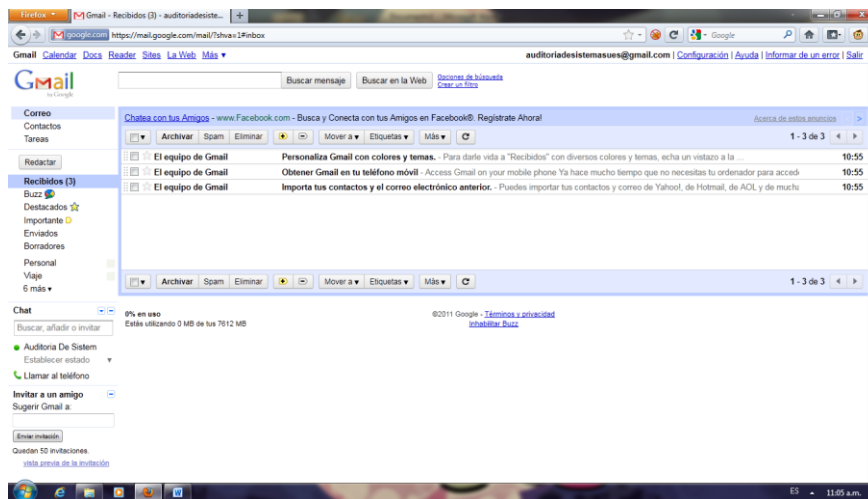 Firefox
Gmail - Recibidos (3) - auditoriadesiste...
google.com https://mail.google.com/mail/?shva=1#inbox
Google
Gmail Calendar Docs Reader Sites La Web Más ▾
auditoriadesistemasues@gmail.com | Configuración | Ayuda | Informar de un error | Salir
Gmail
by Google
Buscar mensaje
Buscar en la Web
Opciones de búsqueda
Crear un filtro
Correo
Contactos
Tareas
Redactar
Recibidos (3)
Buzz
Destacados
Importante
Enviados
Borradores
Personal
Viaje
6 más ▾
Chatea con tus Amigos - www.Facebook.com - Busca y Conecta con tus Amigos en Facebook®. Regístrate Ahora!
Acerca de estos anuncios
Archivar Spam Eliminar Mover a ▾ Etiquetas ▾ Más ▾
1 - 3 de 3
El equipo de Gmail Personaliza Gmail con colores y temas. - Para darle vida a "Recibidos" con diversos colores y temas, echa un vistazo a la ... 10:55
El equipo de Gmail Obtener Gmail en tu teléfono móvil - Access Gmail on your mobile phone Ya hace mucho tiempo que no necesitas tu ordenador para accedi 10:55
El equipo de Gmail Importa tus contactos y el correo electrónico anterior. - Puedes importar tus contactos y correo de Yahoo!, de Hotmail, de AOL y de mucha 10:55
Archivar Spam Eliminar Mover a ▾ Etiquetas ▾ Más ▾
1 - 3 de 3
0% en uso
Estás utilizando 0 MB de tus 7612 MB
©2011 Google - Términos y privacidad
Inhabilitar Buzz
Chat
Buscar, añadir o invitar
Auditoria De Sistem
Establecer estado
Llamar al teléfono
Invitar a un amigo
Sugerir Gmail a:
Enviar invitación
Quedan 50 invitaciones.
vista previa de la invitación
ES
11:05 a.m.